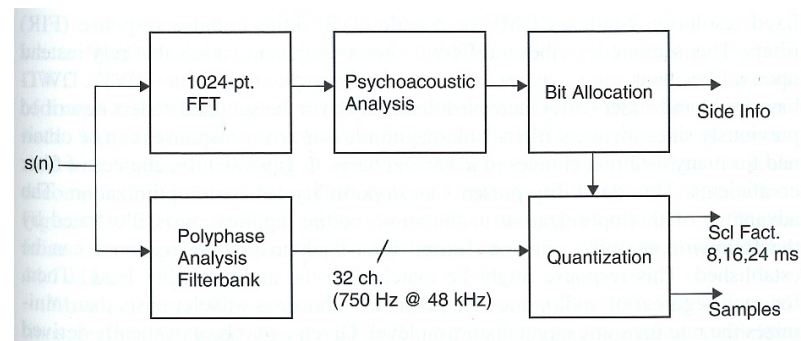 1024-pt.
FFT
Psychoacoustic
Analysis
Bit Allocation
Side Info
s(n)
Polyphase
Analysis
Filterbank
32 ch.
(750 Hz @ 48 kHz)
Quantization
Scl Fact.
8,16,24 ms
Samples